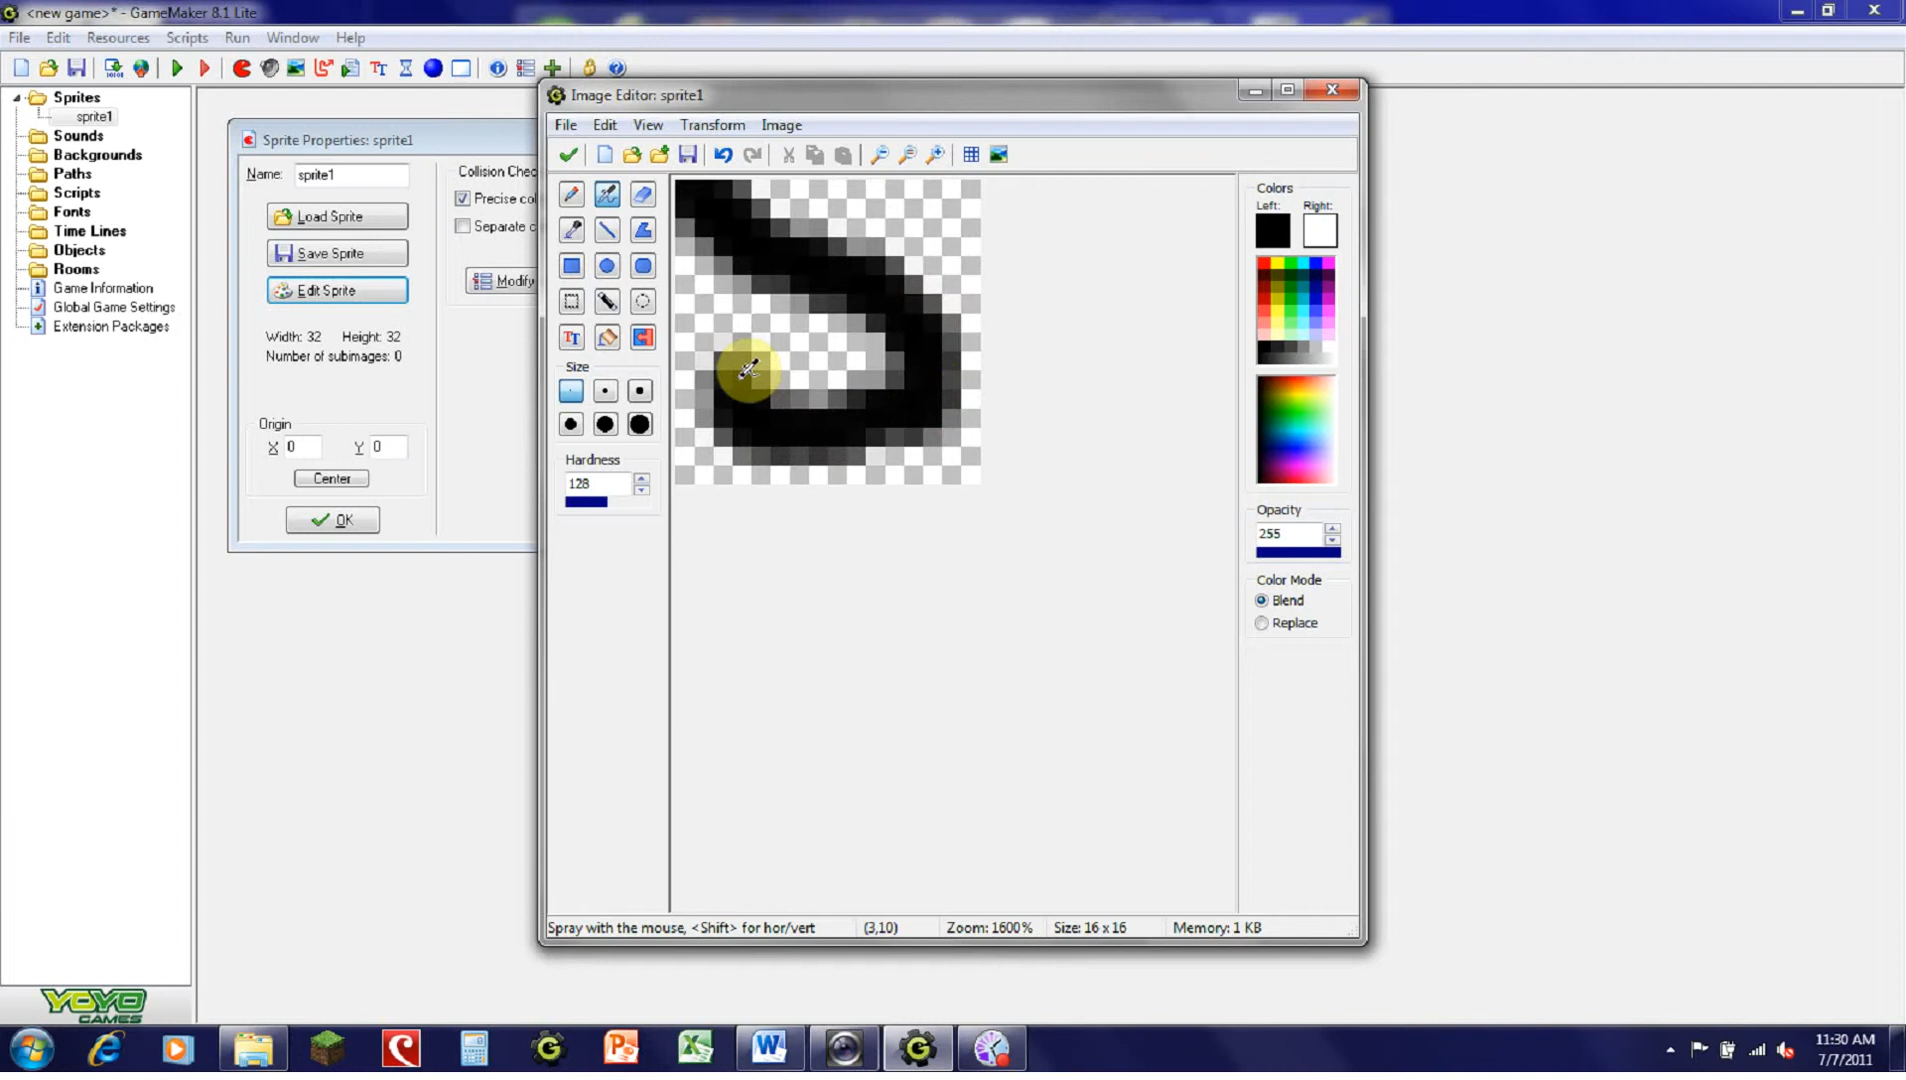 <new game>* - GameMaker 8.1 Lite
File Edit Resources Scripts Run Window Help
Sprites
sprite1
Sounds
Backgrounds
Paths
Scripts
Fonts
Time Lines
Objects
Rooms
Game Information
Global Game Settings
Extension Packages
YOYO
GAMES
Sprite Properties: sprite1
Name: sprite1
Load Sprite
Save Sprite
Edit Sprite
Width: 32 Height: 32
Number of subimages: 0
Origin
X 0 Y 0
Center
OK
Collision Chec
Precise co
Separate c
Modify
Image Editor: sprite1
File Edit View Transform Image
Size
Hardness
128
Colors
Left: Right:
Opacity
255
Color Mode
Blend
Replace
Spray with the mouse, <Shift> for hor/vert (3,10) Zoom: 1600% Size: 16 x 16 Memory: 1 KB
11:30 AM
7/7/2011